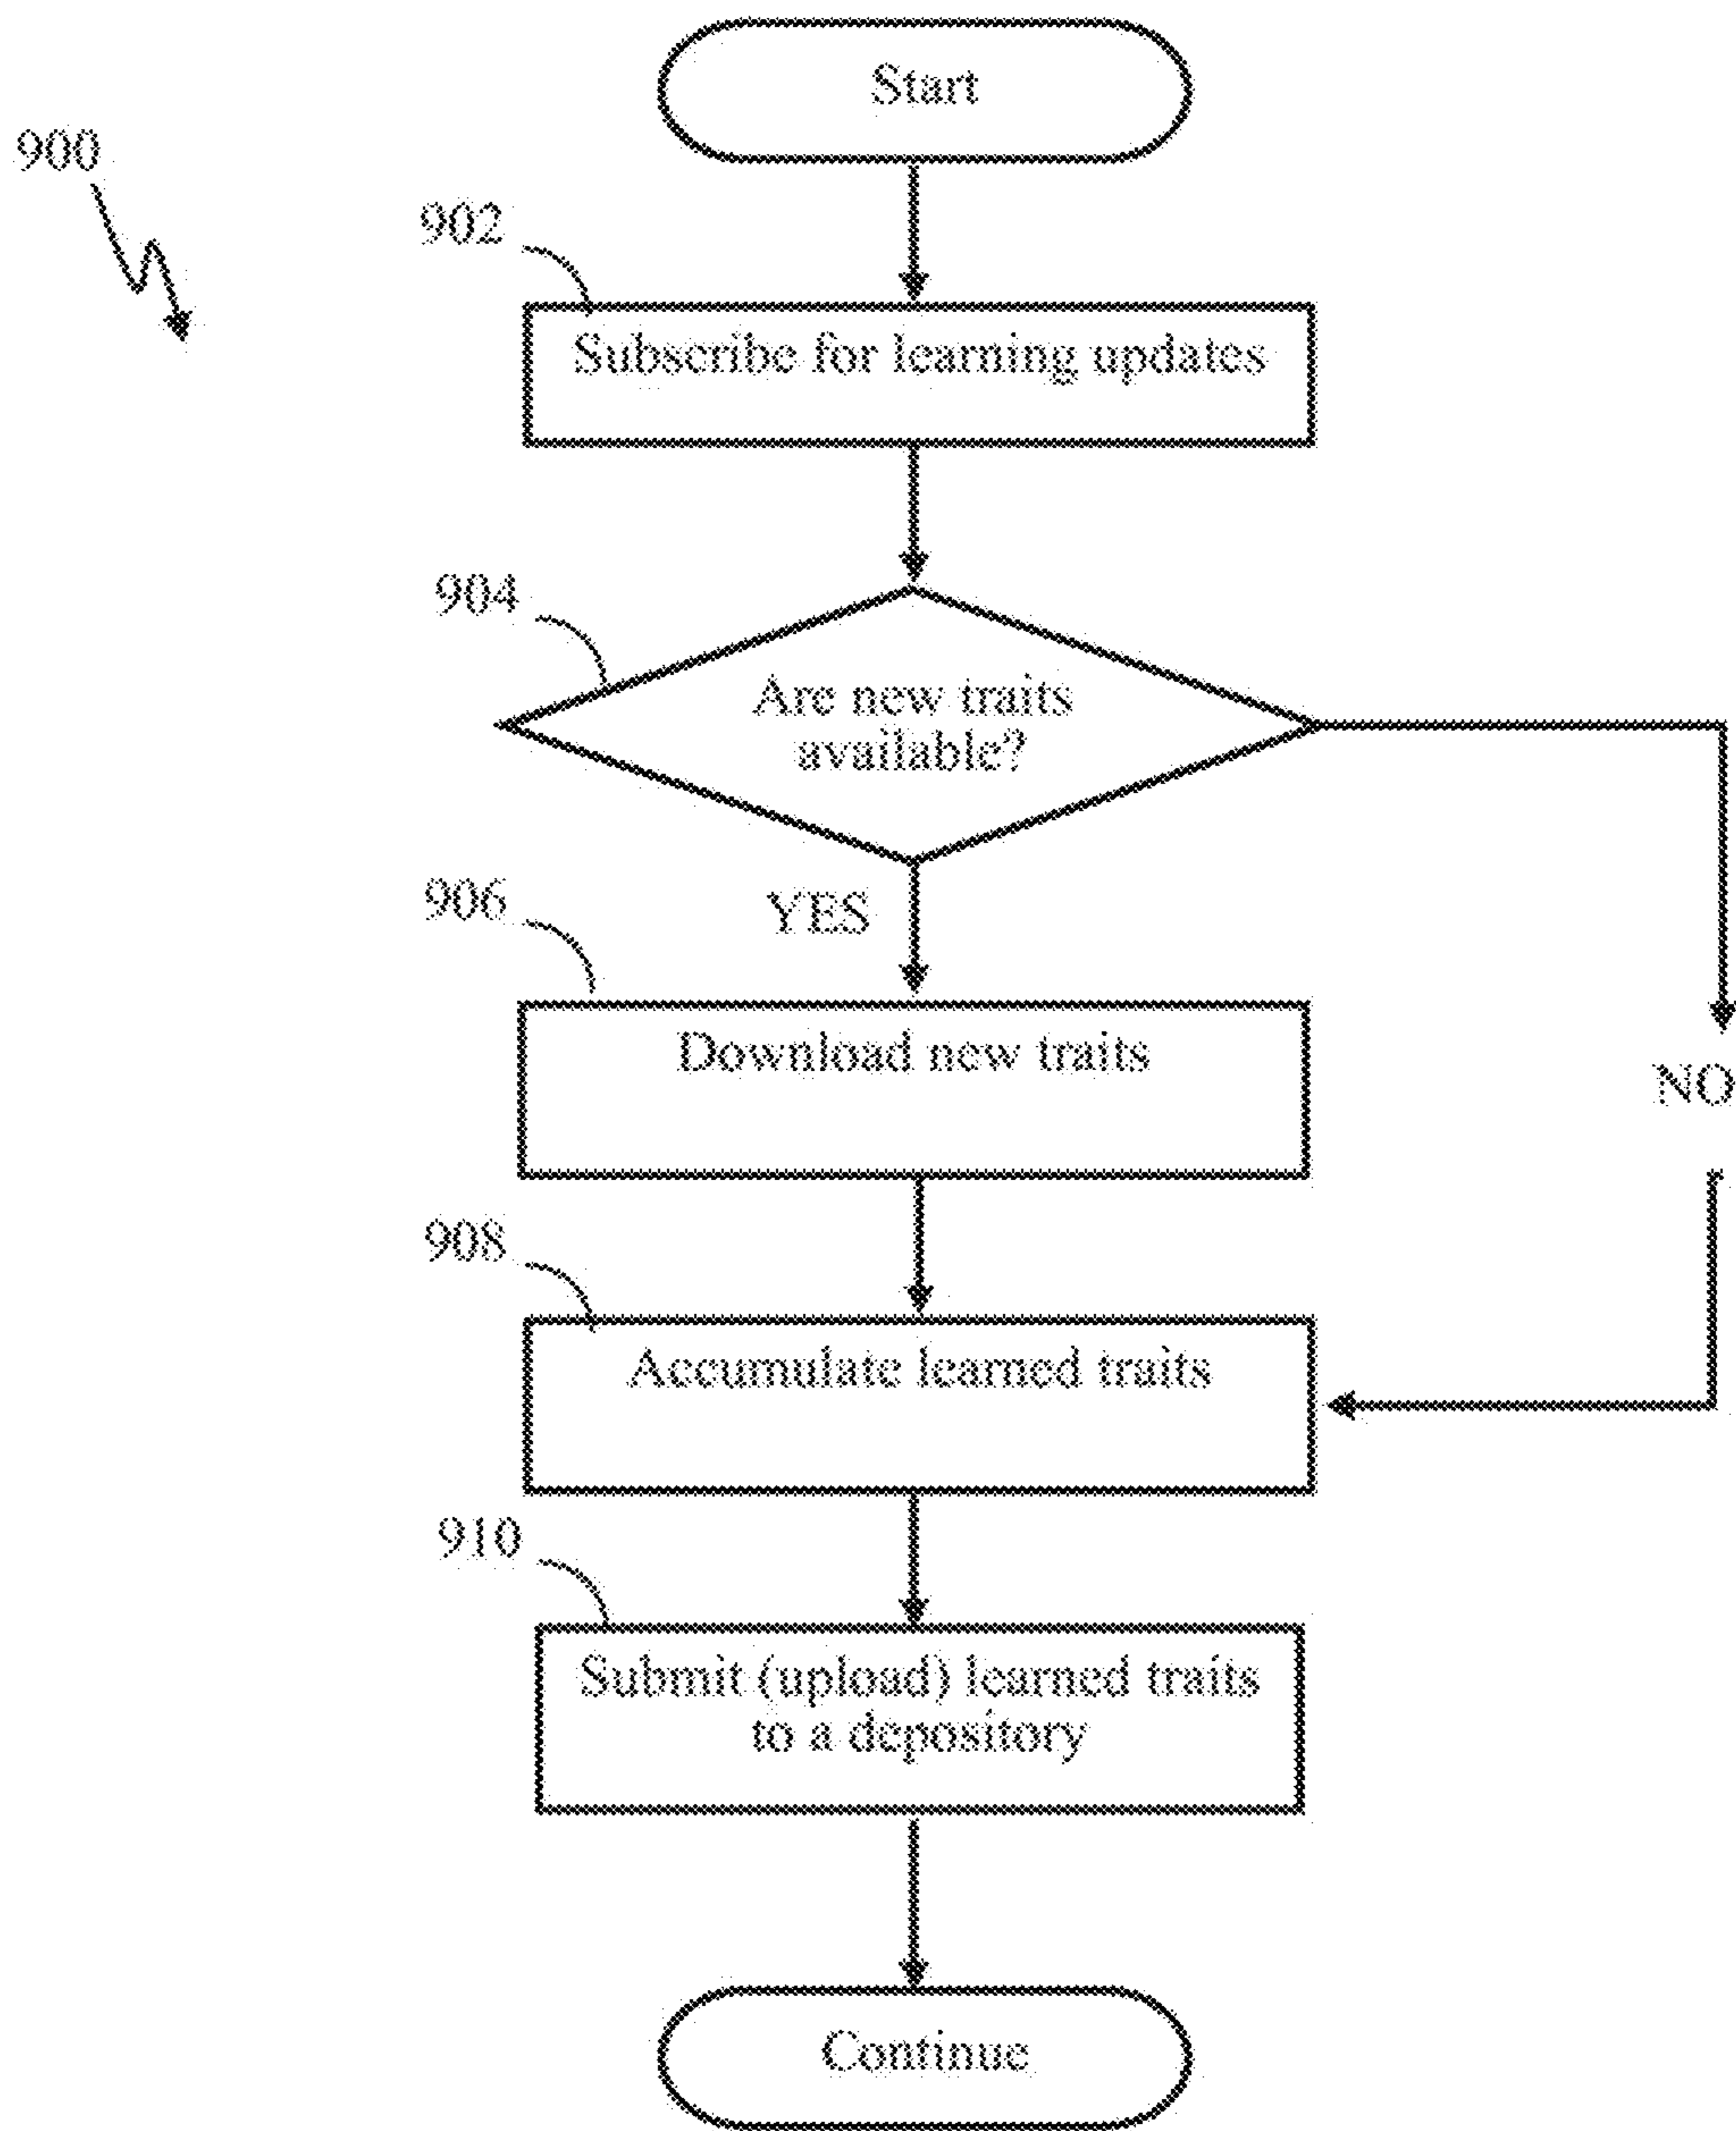 Start
900
902
Subscribe for learning updates
904
Are new traits
available?
906
YES
Download new traits
NO
908
Accumulate learned traits
910
Submit (upload) learned traits
to a depository
Continue